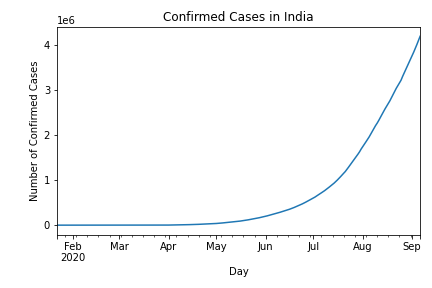 Confirmed Cases in India
1e6
4
3
2
1
0
Number of Confirmed Cases
Feb Mar Apr May Jun Jul Aug Sep
2020
Day